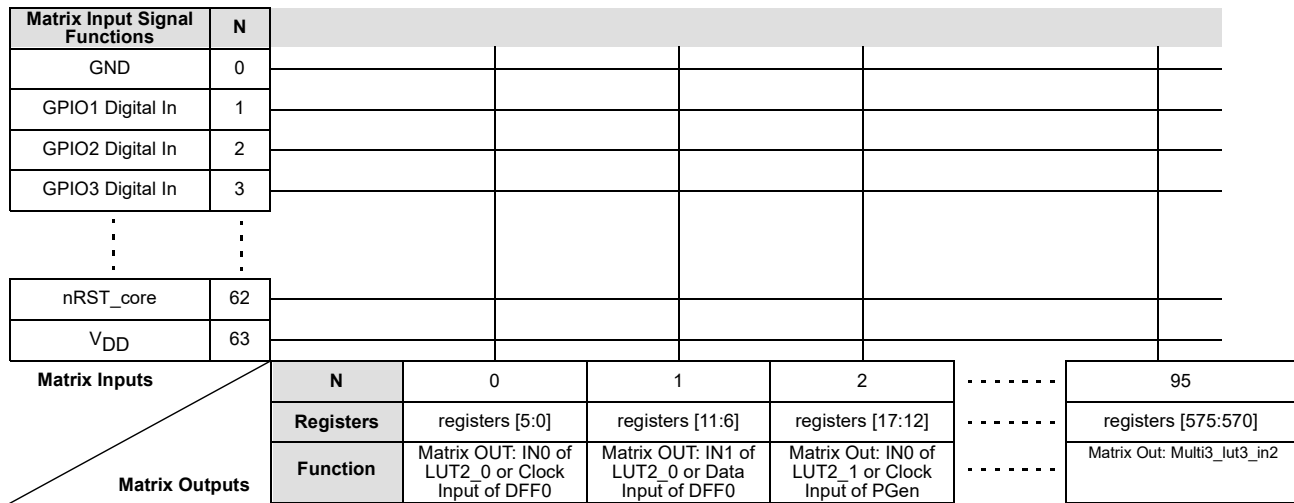 Matrix Input Signal Functions N
GND 0
GPIO1 Digital In 1
GPIO2 Digital In 2
GPIO3 Digital In 3
nRST_core 62
VDD 63
Matrix Inputs
N 0 1 2 95
Registers registers [5:0] registers [11:6] registers [17:12] registers [575:570]
Function
Matrix OUT: IN0 of
LUT2_0 or Clock
Input of DFF0
Matrix OUT: IN1 of
LUT2_0 or Data
Input of DFF0
Matrix Out: IN0 of
LUT2_1 or Clock
Input of PGen
Matrix Out: Multi3_lut3_in2
Matrix Outputs